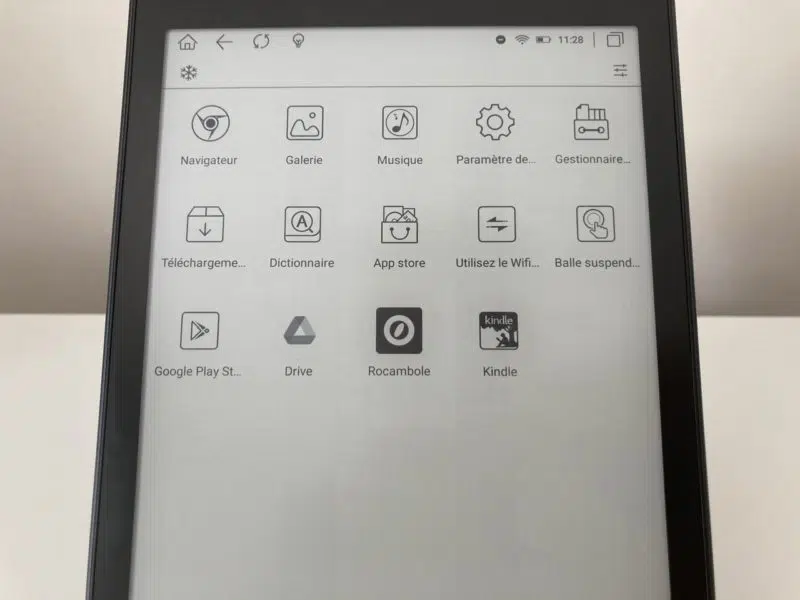 11:28
Navigateur Galerie Musique Paramètre de... Gestionnaire...
Téléchargeme... Dictionnaire App store Utilisez le Wifi... Balle suspend...
kindle
Google Play St... Drive Rocambole Kindle